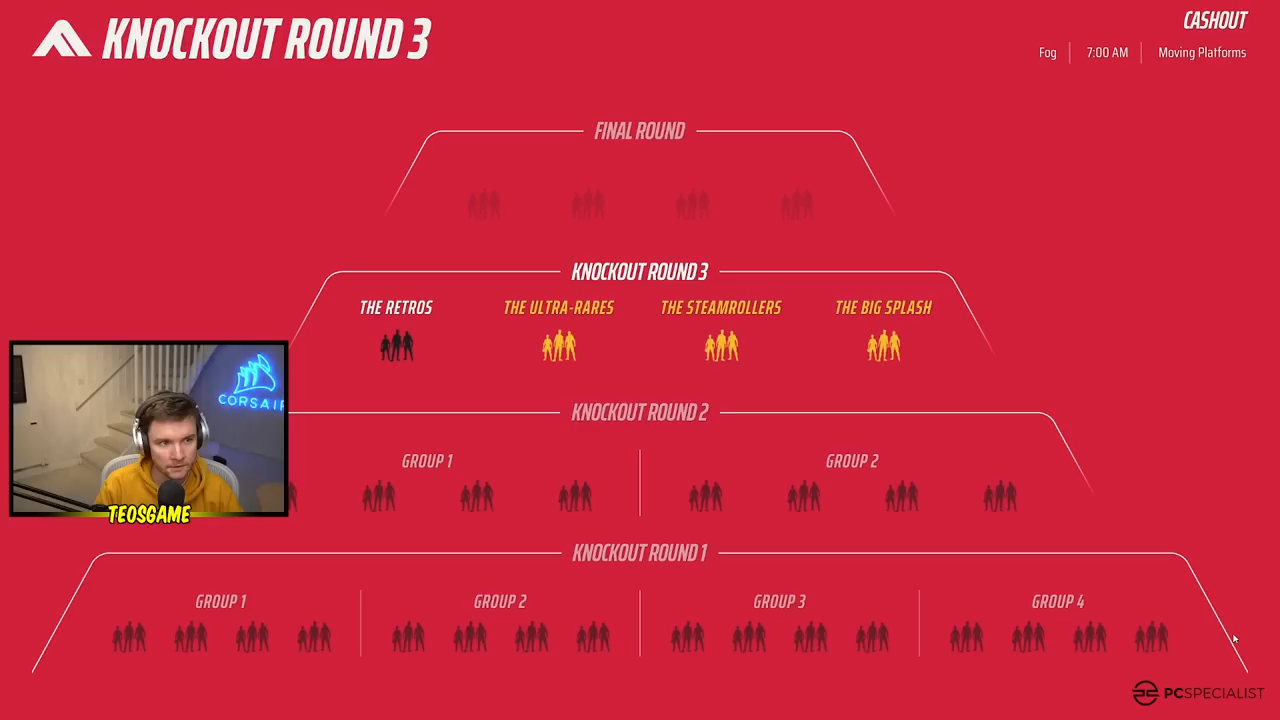 KNOCKOUT ROUND 3
CASHOUT
Fog 7:00 AM Moving Platforms
FINAL ROUND
KNOCKOUT ROUND 3
THE RETROS THE ULTRA-RARES THE STEAMROLLERS THE BIG SPLASH
CORSAIR
KNOCKOUT ROUND 2
GROUP 1 GROUP 2
TEOSGAME
KNOCKOUT ROUND 1
GROUP 1 GROUP 2 GROUP 3 GROUP 4
PCSPECIALIST